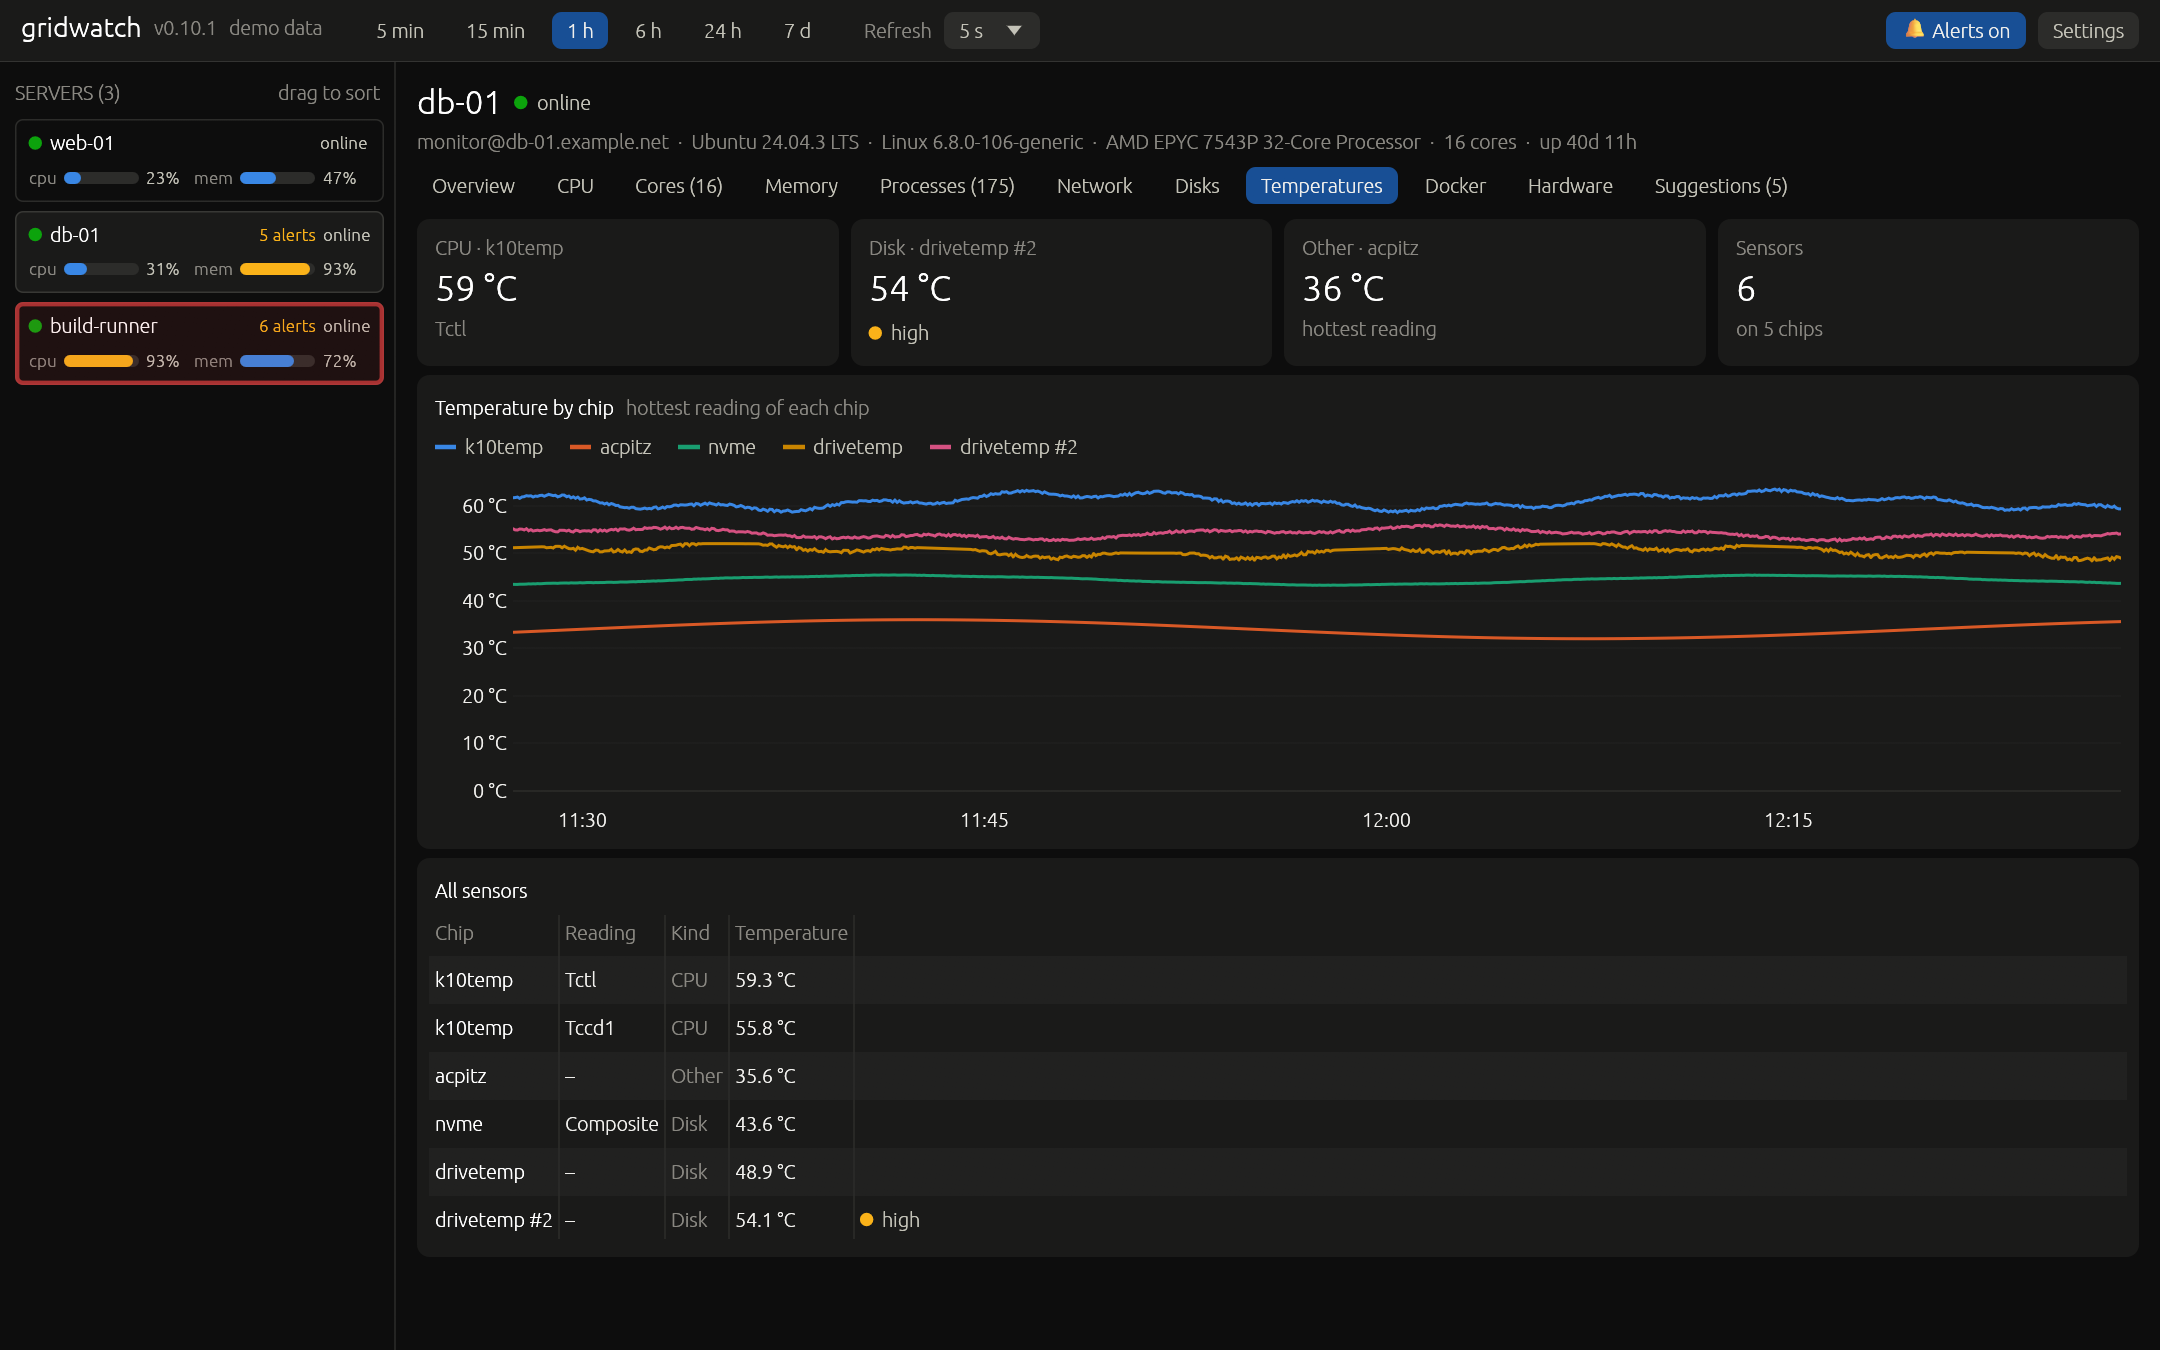 gridwatch v0.10.1 demo data 5 min 15 min 1 h 6 h 24 h 7 d Refresh 5 s Alerts on Settings
SERVERS (3) drag to sort
web-01 online
cpu 23% mem 47%
db-01 5 alerts online
cpu 31% mem 93%
build-runner 6 alerts online
cpu 93% mem 72%
db-01 online
monitor@db-01.example.net · Ubuntu 24.04.3 LTS · Linux 6.8.0-106-generic · AMD EPYC 7543P 32-Core Processor · 16 cores · up 40d 11h
Overview CPU Cores (16) Memory Processes (175) Network Disks Temperatures Docker Hardware Suggestions (5)
CPU · k10temp
59 °C
Tctl
Disk · drivetemp #2
54 °C
high
Other · acpitz
36 °C
hottest reading
Sensors
6
on 5 chips
Temperature by chip hottest reading of each chip
k10temp acpitz nvme drivetemp drivetemp #2
60 °C
50 °C
40 °C
30 °C
20 °C
10 °C
0 °C
11:30 11:45 12:00 12:15
All sensors
Chip Reading Kind Temperature
k10temp Tctl CPU 59.3 °C
k10temp Tccd1 CPU 55.8 °C
acpitz – Other 35.6 °C
nvme Composite Disk 43.6 °C
drivetemp – Disk 48.9 °C
drivetemp #2 – Disk 54.1 °C high